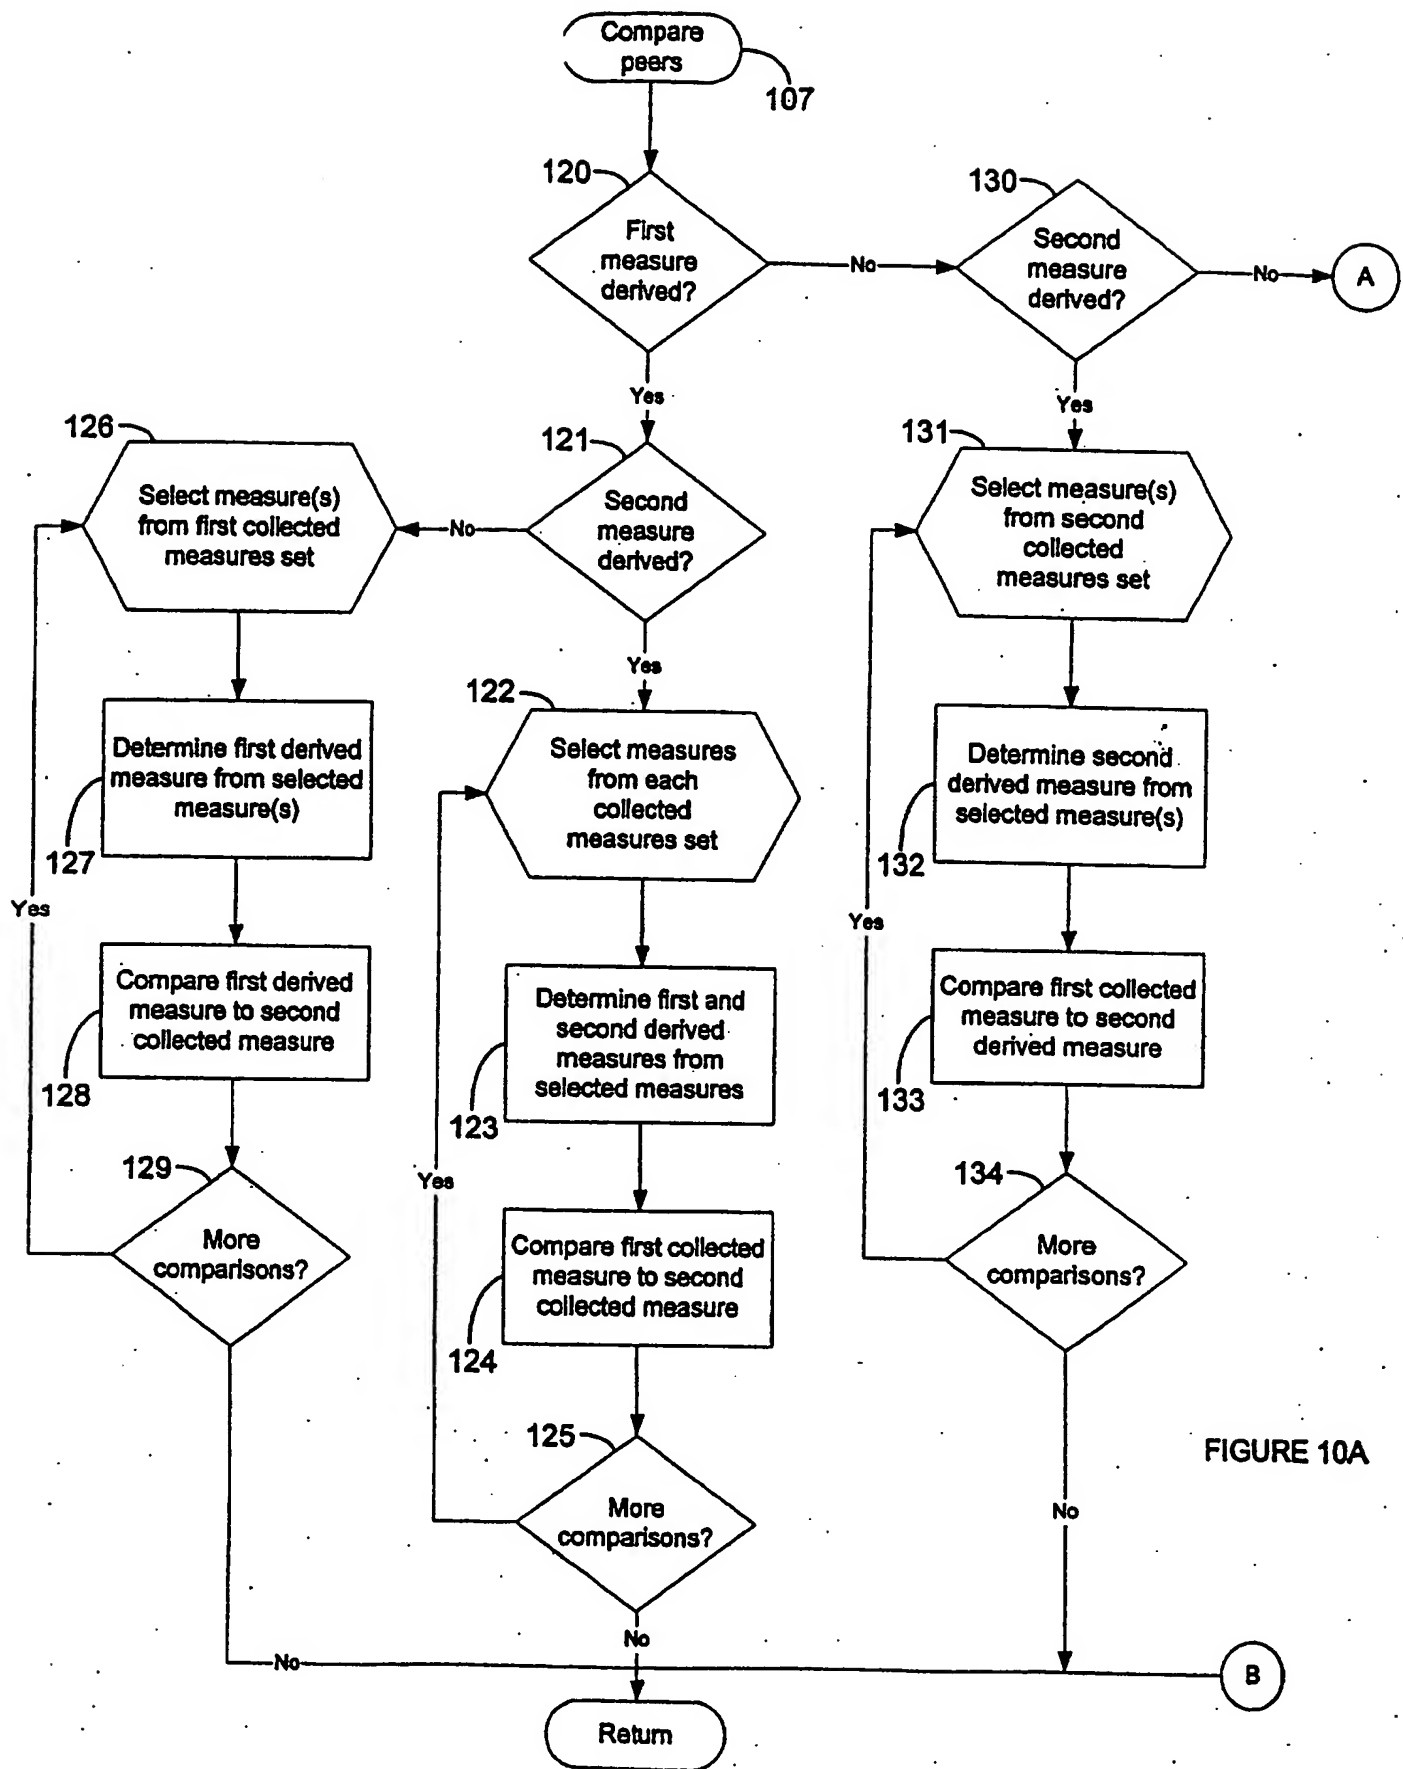 Compare
peers
107
120
First
measure
derived?
No
130
Second
measure
derived?
No
A
Yes
Yes
126
Select measure(s)
from first collected
measures set
121
Second
measure
derived?
No
131
Select measure(s)
from second
collected
measures set
Yes
122
Select measures
from each
collected
measures set
Determine first derived
measure from selected
measure(s)
127
Determine second
derived measure from
selected measure(s)
132
Yes
Yes
Compare first derived
measure to second
collected measure
128
Determine first and
second derived
measures from
selected measures
123
Compare first collected
measure to second
derived measure
133
129
More
comparisons?
Yes
134
More
comparisons?
Compare first collected
measure to second
collected measure
124
125
More
comparisons?
FIGURE 10A
No
No
No
B
Return